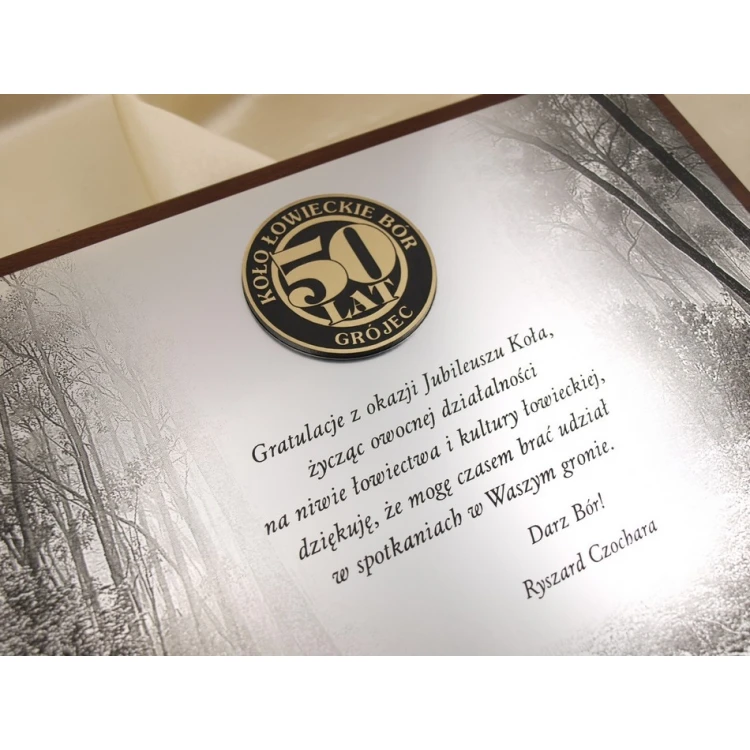 KOŁO ŁOWIECKIE BÓR
50
LAT
GRÓJEC
Gratulacje z okazji Jubileuszu Koła,
życząc owocnej działalności
na niwie łowiectwa i kultury łowieckiej,
dziękuję, że mogę czasem brać udział
w spotkaniach w Waszym gronie.
Darz Bór!
Ryszard Czochara